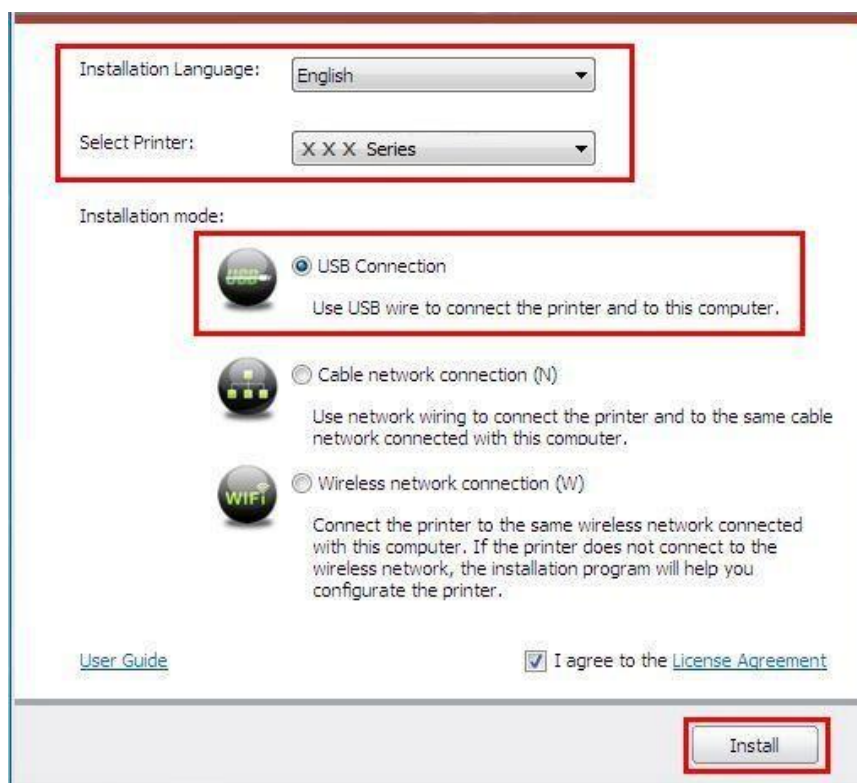 Installation Language: English
Select Printer: X X X Series
Installation mode:
USB
USB Connection
Use USB wire to connect the printer and to this computer.
Cable network connection (N)
Use network wiring to connect the printer and to the same cable
network connected with this computer.
WiFi
Wireless network connection (W)
Connect the printer to the same wireless network connected
with this computer. If the printer does not connect to the
wireless network, the installation program will help you
configurate the printer.
User Guide
I agree to the License Agreement
Install